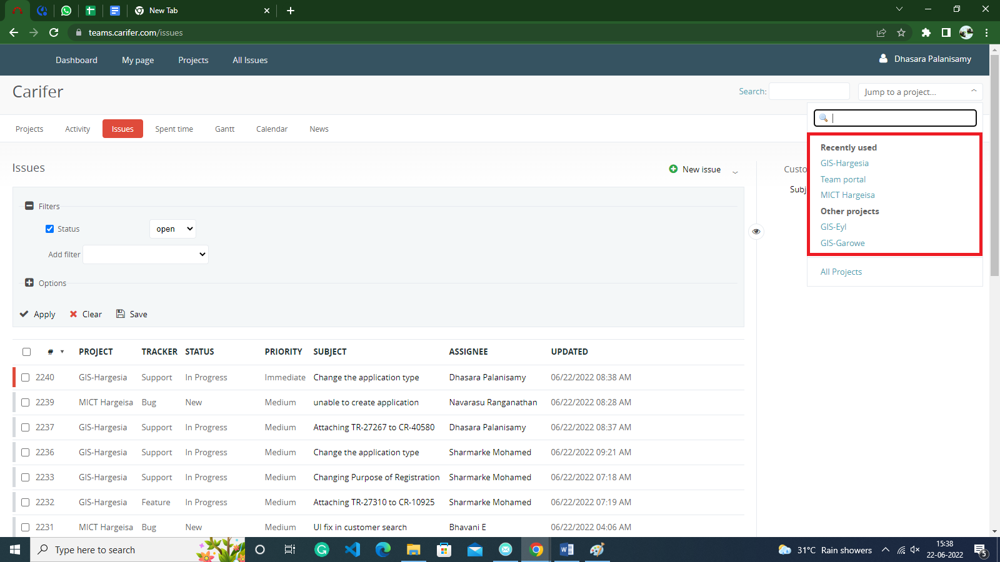 New Tab
teams.carifer.com/issues
Dashboard My page Projects All Issues Dhasara Palanisamy
Carifer
Search: Jump to a project...
Projects Activity Issues Spent time Gantt Calendar News
Recently used
GIS-Hargesia
Team portal
MICT Hargeisa
Other projects
GIS-Eyl
GIS-Garowe
All Projects
Issues New issue Custo
Subj
Filters
Status open
Add filter
Options
Apply Clear Save
# PROJECT TRACKER STATUS PRIORITY SUBJECT ASSIGNEE UPDATED
2240 GIS-Hargesia Support In Progress Immediate Change the application type Dhasara Palanisamy 06/22/2022 08:38 AM
2239 MICT Hargeisa Bug New Medium unable to create application Navarasu Ranganathan 06/22/2022 08:28 AM
2237 GIS-Hargesia Support In Progress Medium Attaching TR-27267 to CR-40580 Dhasara Palanisamy 06/22/2022 08:37 AM
2236 GIS-Hargesia Support In Progress Medium Change the application type Sharmarke Mohamed 06/22/2022 09:21 AM
2233 GIS-Hargesia Support In Progress Medium Changing Purpose of Registration Sharmarke Mohamed 06/22/2022 07:18 AM
2232 GIS-Hargesia Feature In Progress Medium Attaching TR-27310 to CR-10925 Sharmarke Mohamed 06/22/2022 07:19 AM
2231 MICT Hargeisa Bug New Medium UI fix in customer search Bhavani E 06/22/2022 04:06 AM
Type here to search 31°C Rain showers 15:38
22-06-2022 5